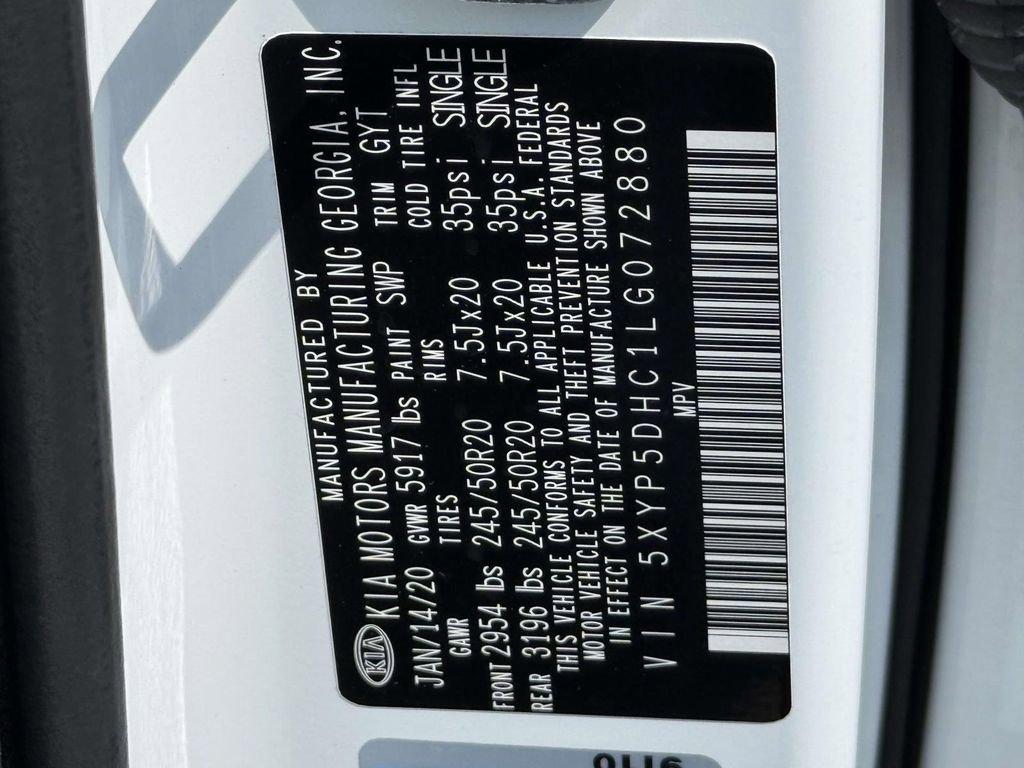 MANUFACTURED BY
KIA KIA MOTORS MANUFACTURING GEORGIA, INC.
JAN/14/20 GVWR 5917 lbs PAINT SWP TRIM GYT
GAWR TIRES RIMS COLD TIRE INFL
FRONT 2954 lbs 245/50R20 7.5Jx20 35psi SINGLE
REAR 3196 lbs 245/50R20 7.5Jx20 35psi SINGLE
THIS VEHICLE CONFORMS TO ALL APPLICABLE U.S.A. FEDERAL
MOTOR VEHICLE SAFETY AND THEFT PREVENTION STANDARDS
IN EFFECT ON THE DATE OF MANUFACTURE SHOWN ABOVE
VIN 5XYP5DHC1LG072880
MPV